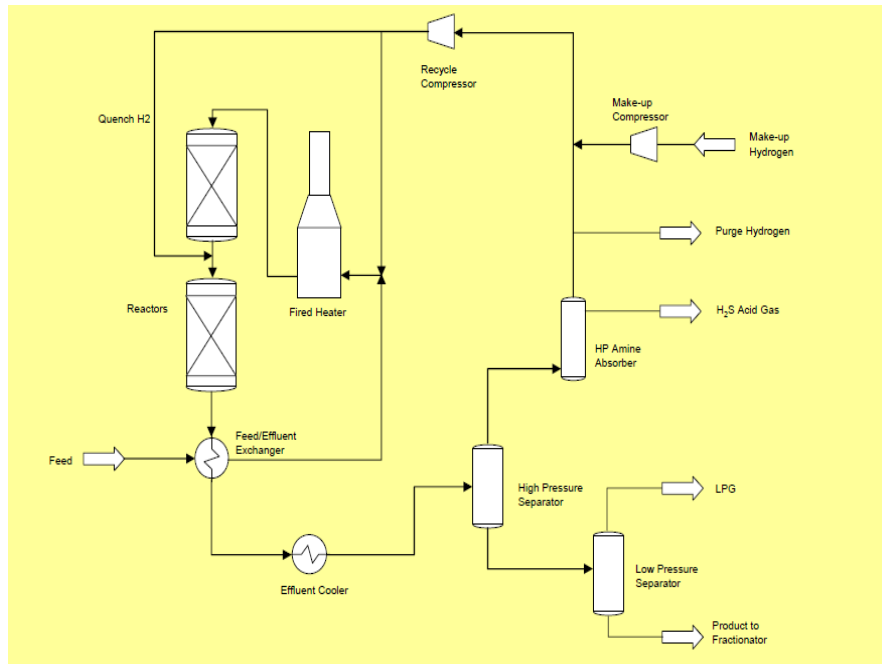 Recycle
Compressor
Make-up
Compressor
Quench H2
Make-up
Hydrogen
Purge Hydrogen
Reactors
Fired Heater
H₂S Acid Gas
HP Amine
Absorber
Feed/Effluent
Exchanger
Feed
High Pressure
Separator
LPG
Effluent Cooler
Low Pressure
Separator
Product to
Fractionator